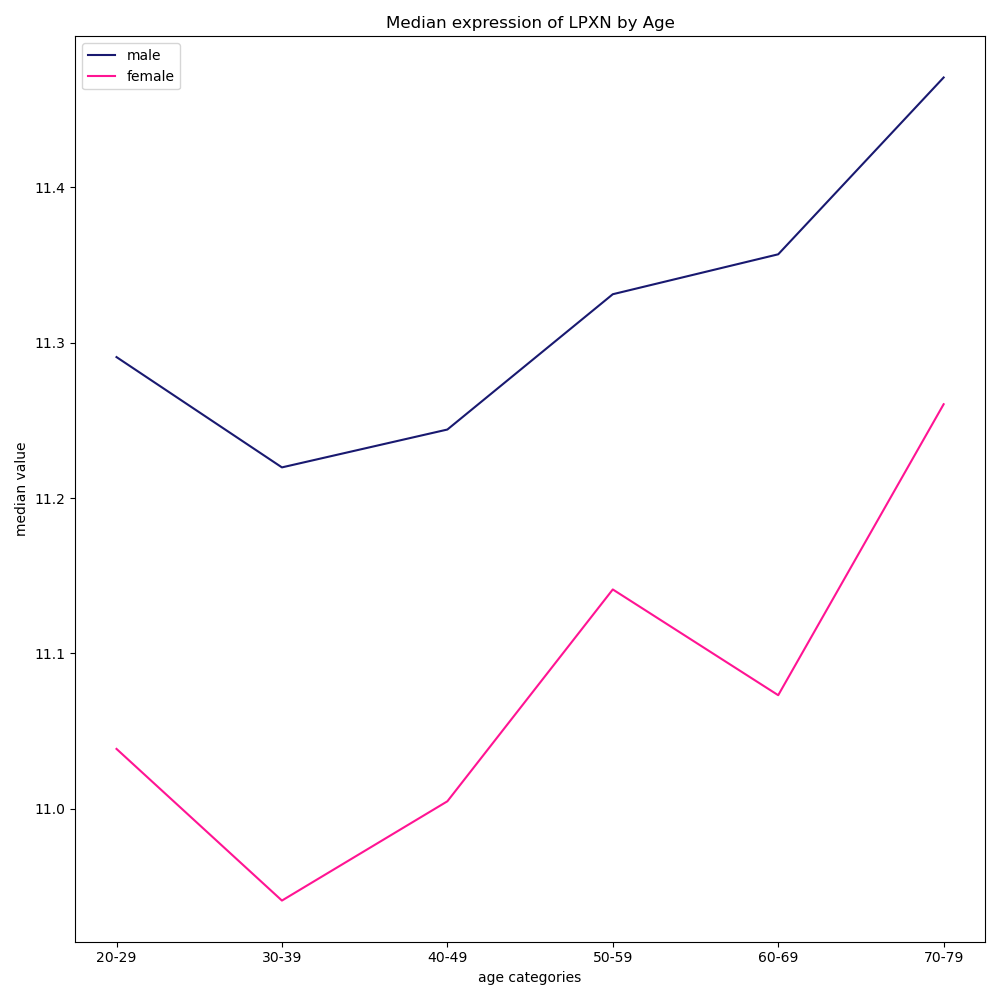 Median expression of LPXN by Age
male
female
11.4
11.3
11.2
11.1
11.0
median value
20-29 30-39 40-49 50-59 60-69 70-79
age categories